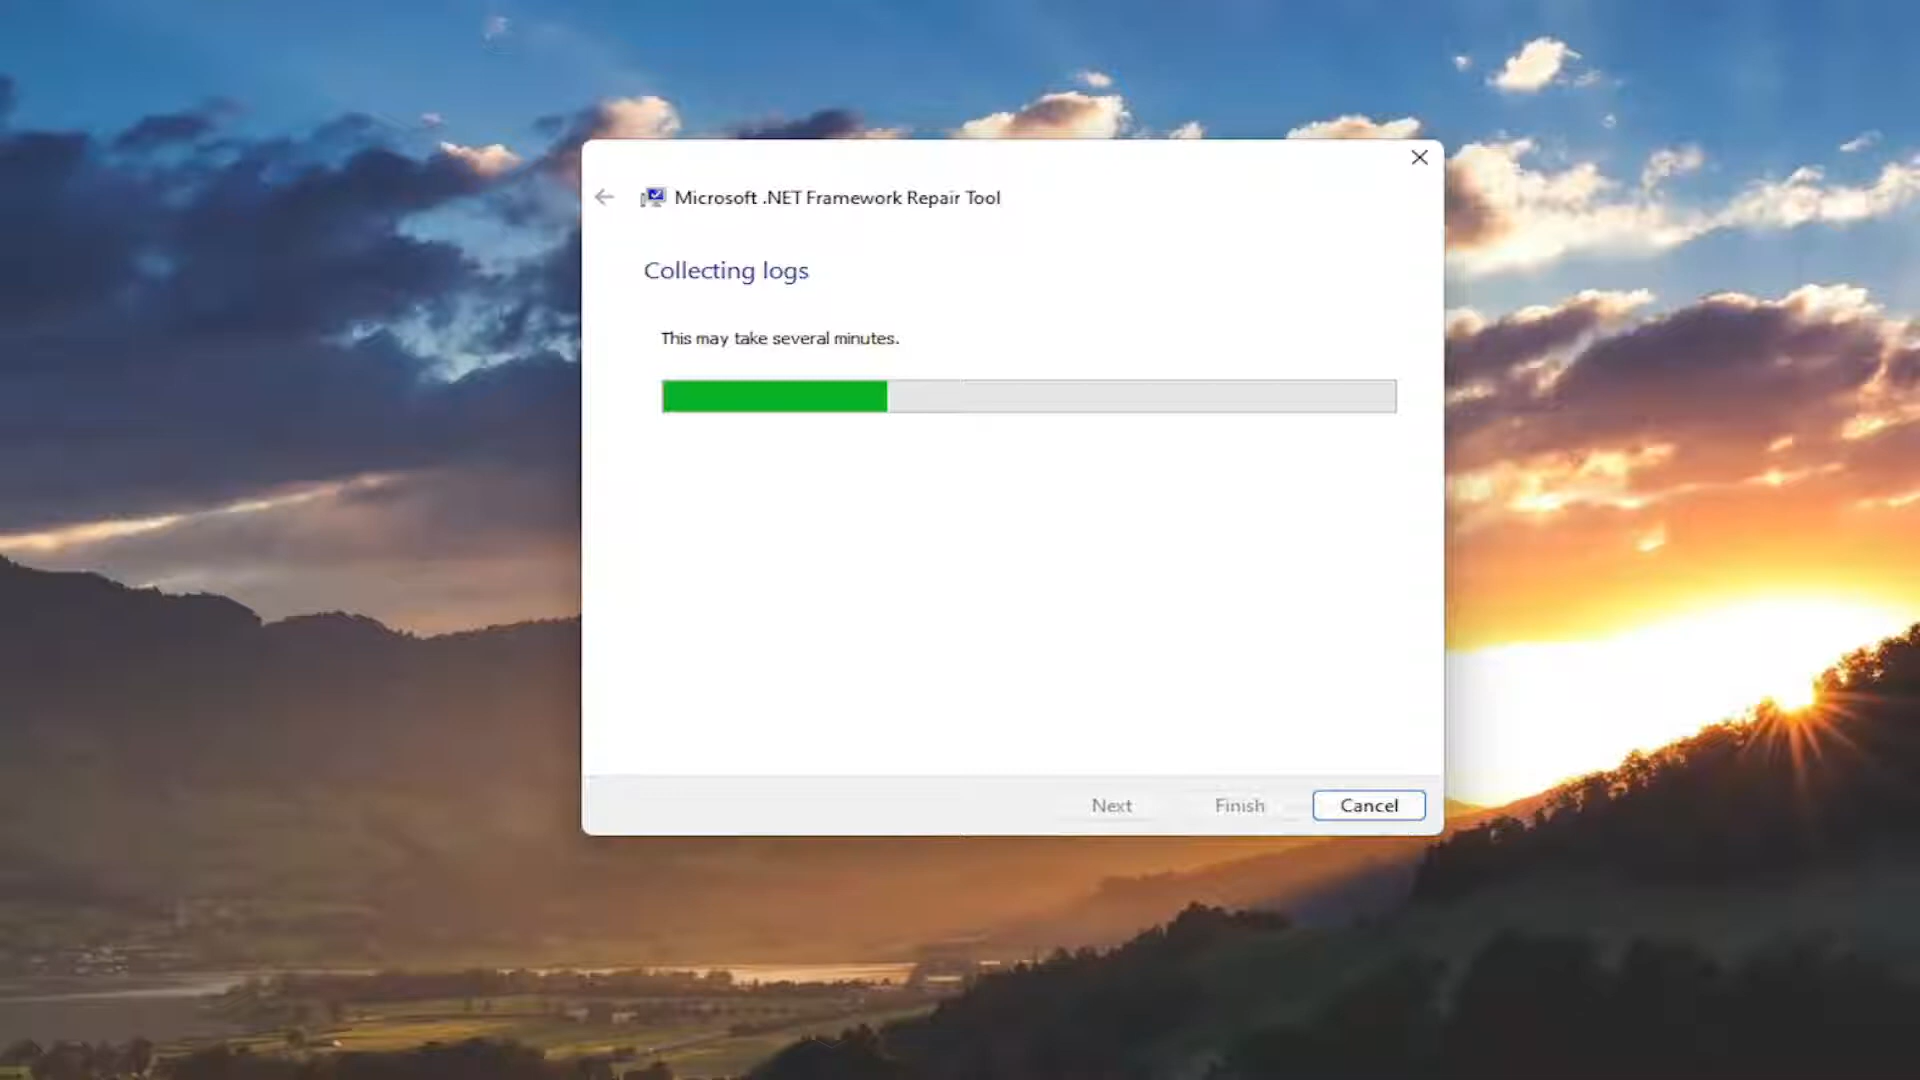 Microsoft .NET Framework Repair Tool
Collecting logs
This may take several minutes.
Next
Finish
Cancel